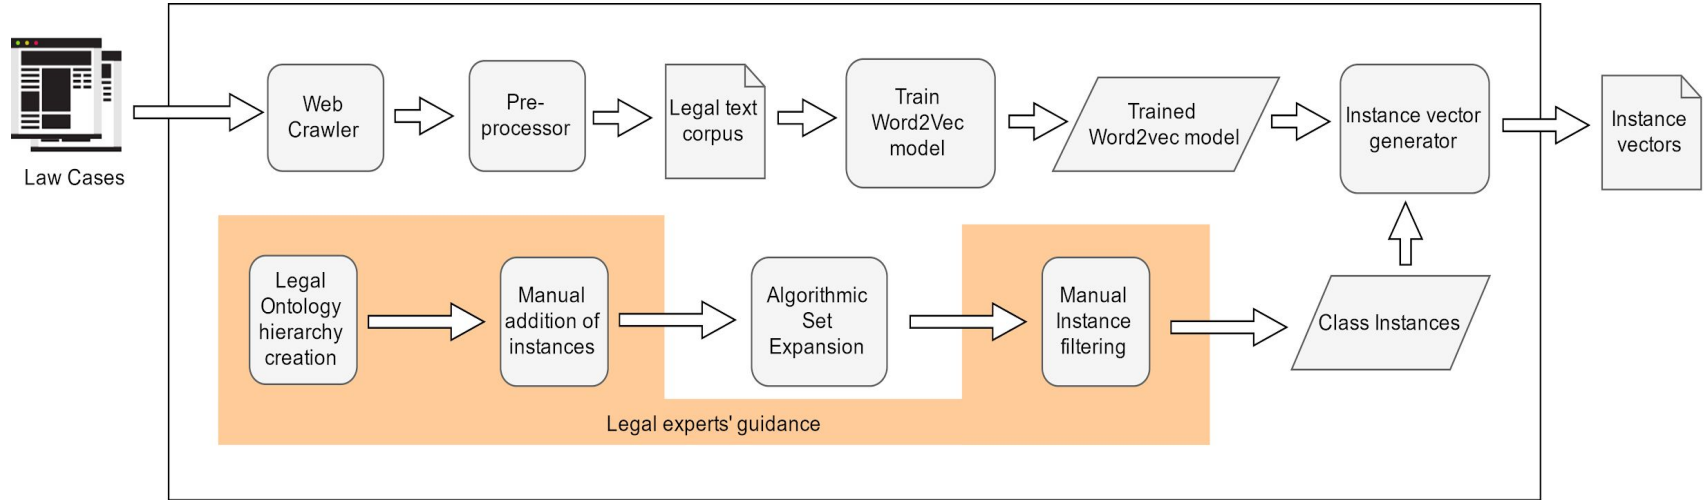 Law Cases
Web
Crawler
Pre-
processor
Legal text
corpus
Train
Word2Vec
model
Trained
Word2vec model
Instance vector
generator
Instance
vectors
Legal
Ontology
hierarchy
creation
Manual
addition of
instances
Algorithmic
Set
Expansion
Manual
Instance
filtering
Class Instances
Legal experts' guidance